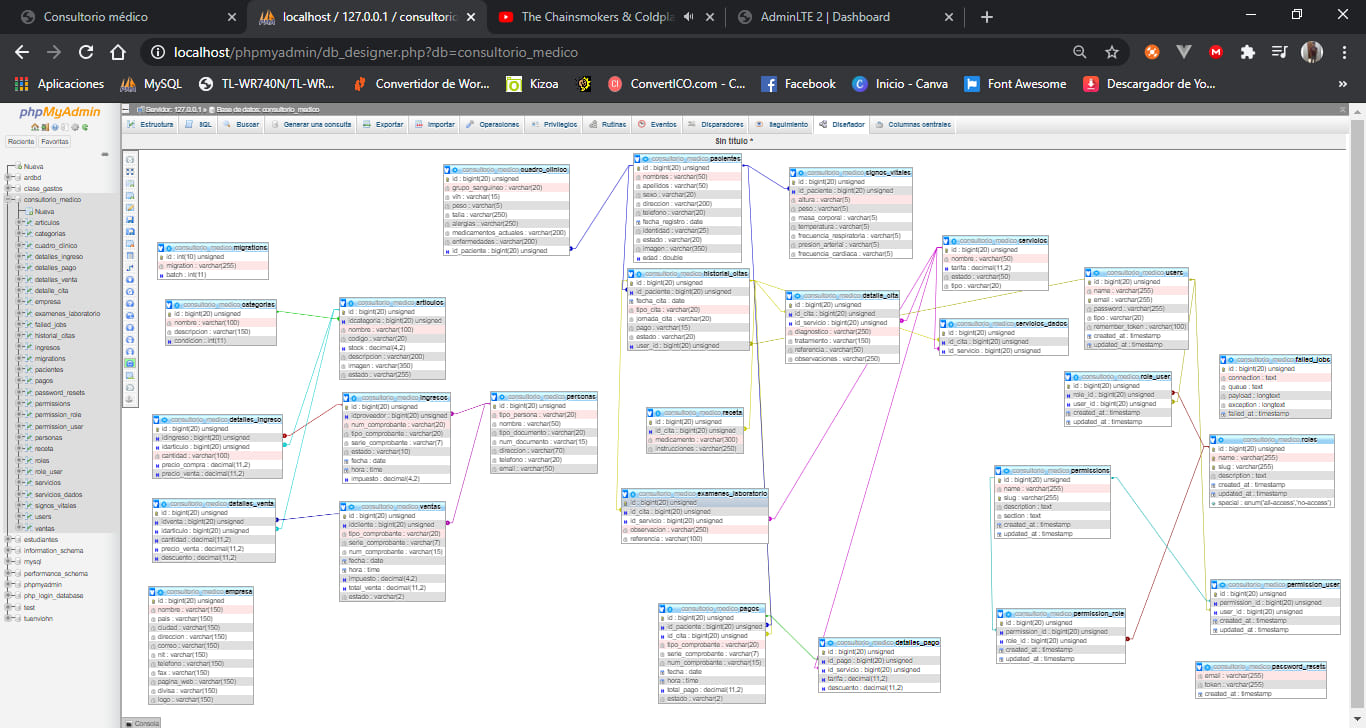 Consultorio médico
localhost / 127.0.0.1 / consultorio
The Chainsmokers & Coldpla
AdminLTE 2 | Dashboard
localhost/phpmyadmin/db_designer.php?db=consultorio_medico
Aplicaciones
MySQL
TL-WR740N/TL-WR...
Convertidor de Wor...
Kizoa
ConvertICO.com - C...
Facebook
Inicio - Canva
Font Awesome
Descargador de Yo...
»
phpMyAdmin
Reciente
Favoritas
Nueva
ardbd
clase_gastos
consultorio_medico
Nueva
articulos
categorias
cuadro_clinico
detalles_ingreso
detalles_pago
detalles_venta
detalle_cita
empresa
examenes_laboratorio
failed_jobs
historial_citas
ingresos
migrations
pacientes
pagos
password_resets
permissions
permission_role
permission_user
personas
receta
roles
role_user
servicios
servicios_dados
signos_vitales
users
ventas
estudiantes
information_schema
mysql
performance_schema
phpmyadmin
php_login_database
test
tuenviohn
Servidor: 127.0.0.1 » Base de datos: consultorio_medico
Estructura
SQL
Buscar
Generar una consulta
Exportar
Importar
Operaciones
Privilegios
Rutinas
Eventos
Disparadores
Seguimiento
Diseñador
Columnas centrales
Sin título *
consultorio_medico migrations
id : int(10) unsigned
migration : varchar(255)
batch : int(11)
consultorio_medico categorias
id : bigint(20) unsigned
nombre : varchar(100)
descripcion : varchar(150)
condicion : int(11)
consultorio_medico articulos
id : bigint(20) unsigned
idcategoria : bigint(20) unsigned
nombre : varchar(100)
codigo : varchar(20)
stock : decimal(4,2)
descripcion : varchar(200)
imagen : varchar(350)
estado : varchar(255)
consultorio_medico detalles_ingreso
id : bigint(20) unsigned
idingreso : bigint(20) unsigned
idarticulo : bigint(20) unsigned
cantidad : varchar(100)
precio_compra : decimal(11,2)
precio_venta : decimal(11,2)
consultorio_medico ingresos
id : bigint(20) unsigned
idproveedor : bigint(20) unsigned
num_comprobante : varchar(20)
tipo_comprobante : varchar(20)
serie_comprobante : varchar(7)
estado : varchar(10)
fecha : date
hora : time
impuesto : decimal(4,2)
consultorio_medico personas
id : bigint(20) unsigned
tipo_persona : varchar(20)
nombre : varchar(50)
tipo_documento : varchar(20)
num_documento : varchar(15)
direccion : varchar(70)
telefono : varchar(20)
email : varchar(50)
consultorio_medico detalles_venta
id : bigint(20) unsigned
idventa : bigint(20) unsigned
idarticulo : bigint(20) unsigned
cantidad : decimal(11,2)
precio_venta : decimal(11,2)
descuento : decimal(11,2)
consultorio_medico ventas
id : bigint(20) unsigned
idcliente : bigint(20) unsigned
tipo_comprobante : varchar(20)
serie_comprobante : varchar(7)
num_comprobante : varchar(15)
fecha : date
hora : time
impuesto : decimal(4,2)
total_venta : decimal(11,2)
estado : varchar(2)
consultorio_medico empresa
id : bigint(20) unsigned
nombre : varchar(150)
pais : varchar(150)
ciudad : varchar(150)
direccion : varchar(150)
correo : varchar(150)
nit : varchar(150)
telefono : varchar(150)
fax : varchar(150)
pagina_web : varchar(150)
divisa : varchar(150)
logo : varchar(150)
consultorio_medico cuadro_clinico
id : bigint(20) unsigned
grupo_sanguineo : varchar(20)
vih : varchar(15)
peso : varchar(5)
talla : varchar(250)
alergias : varchar(250)
medicamentos_actuales : varchar(200)
enfermedades : varchar(200)
id_paciente : bigint(20) unsigned
consultorio_medico pacientes
id : bigint(20) unsigned
nombres : varchar(50)
apellidos : varchar(50)
sexo : varchar(20)
direccion : varchar(200)
telefono : varchar(20)
fecha_registro : date
identidad : varchar(25)
estado : varchar(20)
imagen : varchar(350)
edad : double
consultorio_medico signos_vitales
id : bigint(20) unsigned
id_paciente : bigint(20) unsigned
altura : varchar(5)
peso : varchar(5)
masa_corporal : varchar(5)
temperatura : varchar(5)
frecuencia_respiratoria : varchar(5)
presion_arterial : varchar(5)
frecuencia_cardiaca : varchar(5)
consultorio_medico historial_citas
id : bigint(20) unsigned
id_paciente : bigint(20) unsigned
fecha_cita : date
tipo_cita : varchar(20)
jornada_cita : varchar(20)
pago : varchar(15)
estado : varchar(20)
user_id : bigint(20) unsigned
consultorio_medico detalle_cita
id : bigint(20) unsigned
id_cita : bigint(20) unsigned
id_servicio : bigint(20) unsigned
diagnostico : varchar(250)
tratamiento : varchar(150)
referencia : varchar(50)
observaciones : varchar(250)
consultorio_medico servicios
id : bigint(20) unsigned
nombre : varchar(50)
tarifa : decimal(11,2)
estado : varchar(50)
tipo : varchar(20)
consultorio_medico servicios_dados
id : bigint(20) unsigned
id_cita : bigint(20) unsigned
id_servicio : bigint(20) unsigned
consultorio_medico receta
id : bigint(20) unsigned
id_cita : bigint(20) unsigned
medicamento : varchar(300)
instrucciones : varchar(250)
consultorio_medico examenes_laboratorio
id : bigint(20) unsigned
id_cita : bigint(20) unsigned
id_servicio : bigint(20) unsigned
observacion : varchar(250)
referencia : varchar(100)
consultorio_medico pagos
id : bigint(20) unsigned
id_paciente : bigint(20) unsigned
id_cita : bigint(20) unsigned
tipo_comprobante : varchar(20)
serie_comprobante : varchar(7)
num_comprobante : varchar(15)
fecha : date
hora : time
total_pago : decimal(11,2)
estado : varchar(2)
consultorio_medico detalles_pago
id : bigint(20) unsigned
id_pago : bigint(20) unsigned
id_servicio : bigint(20) unsigned
tarifa : decimal(11,2)
descuento : decimal(11,2)
consultorio_medico users
id : bigint(20) unsigned
name : varchar(255)
email : varchar(255)
password : varchar(255)
tipo : varchar(20)
remember_token : varchar(100)
created_at : timestamp
updated_at : timestamp
consultorio_medico role_user
id : bigint(20) unsigned
role_id : bigint(20) unsigned
user_id : bigint(20) unsigned
created_at : timestamp
updated_at : timestamp
consultorio_medico failed_jobs
id : bigint(20) unsigned
connection : text
queue : text
payload : longtext
exception : longtext
failed_at : timestamp
consultorio_medico roles
id : bigint(20) unsigned
name : varchar(255)
slug : varchar(255)
description : text
created_at : timestamp
updated_at : timestamp
special : enum('all-access','no-access')
consultorio_medico permissions
id : bigint(20) unsigned
name : varchar(255)
slug : varchar(255)
description : text
section : text
created_at : timestamp
updated_at : timestamp
consultorio_medico permission_user
id : bigint(20) unsigned
permission_id : bigint(20) unsigned
user_id : bigint(20) unsigned
created_at : timestamp
updated_at : timestamp
consultorio_medico permission_role
id : bigint(20) unsigned
permission_id : bigint(20) unsigned
role_id : bigint(20) unsigned
created_at : timestamp
updated_at : timestamp
consultorio_medico password_resets
email : varchar(255)
token : varchar(255)
created_at : timestamp
Consola